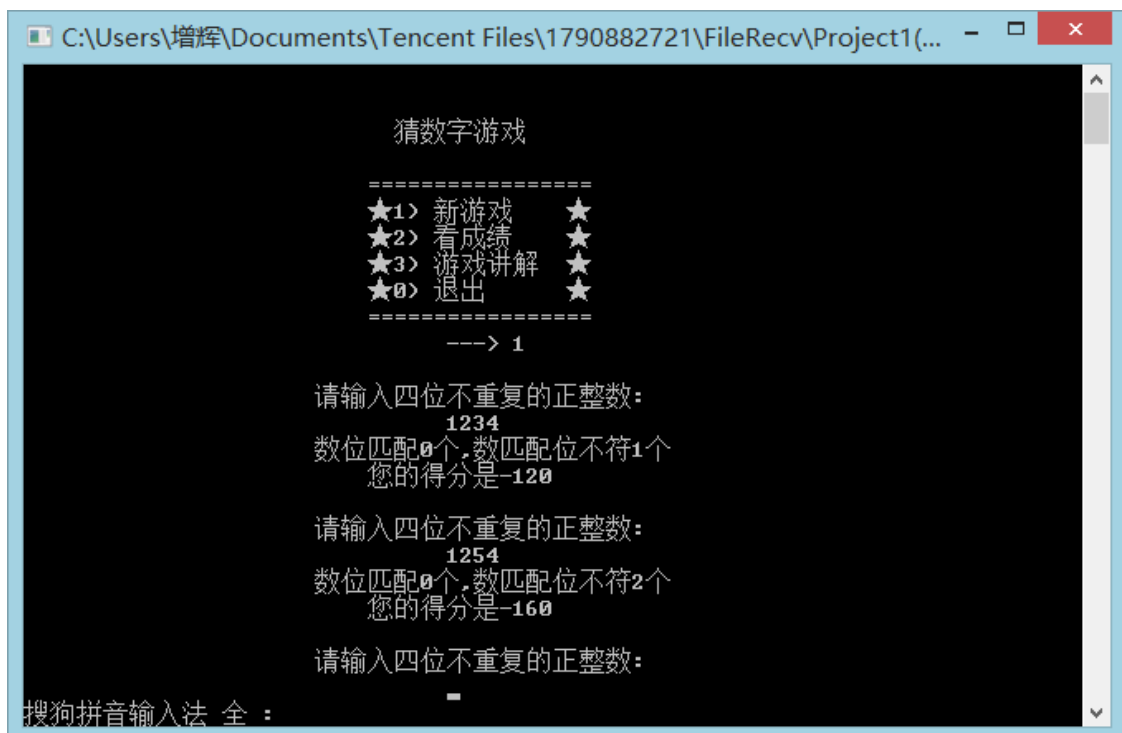 C:\Users\增辉\Documents\Tencent Files\1790882721\FileRecv\Project1(...
猜数字游戏
=================
★1> 新游戏 ★
★2> 看成绩 ★
★3> 游戏讲解 ★
★0> 退出 ★
=================
---> 1
请输入四位不重复的正整数:
1234
数位匹配0个,数匹配位不符1个
您的得分是-120
请输入四位不重复的正整数:
1254
数位匹配0个,数匹配位不符2个
您的得分是-160
请输入四位不重复的正整数:
搜狗拼音输入法 全 :